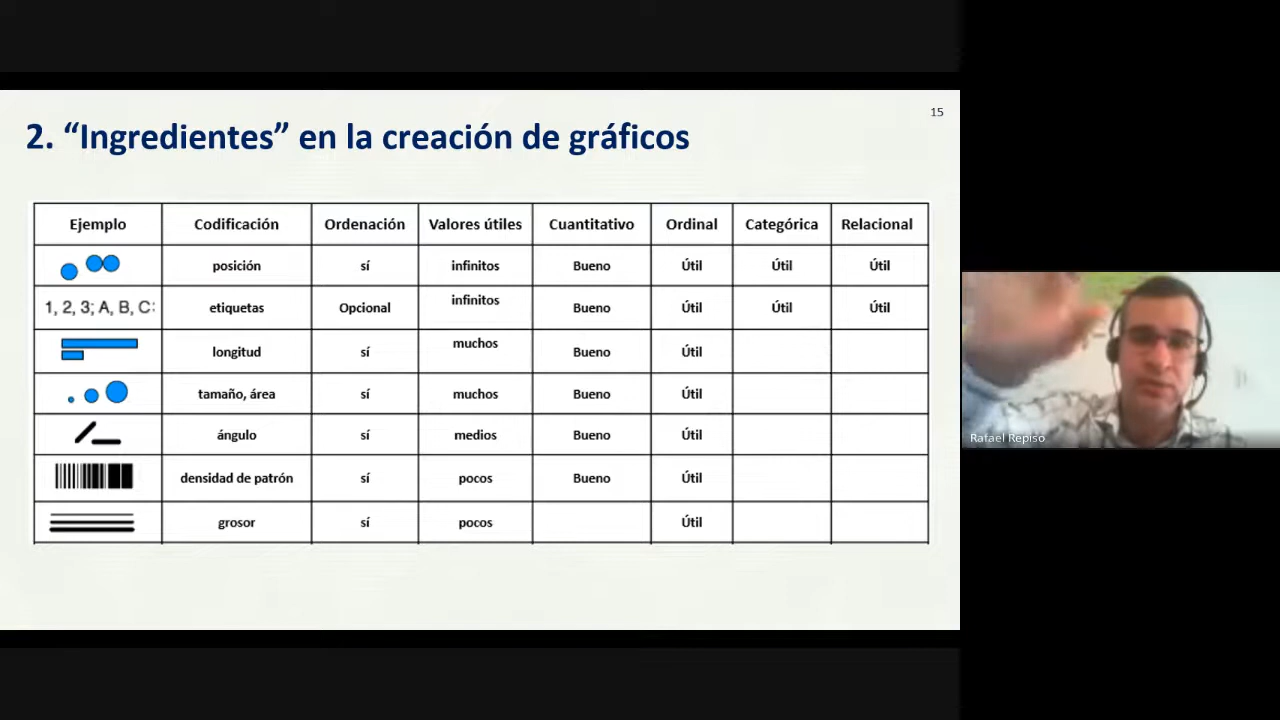 15
2. “Ingredientes” en la creación de gráficos
Ejemplo Codificación Ordenación Valores útiles Cuantitativo Ordinal Categórica Relacional
posición sí infinitos Bueno Útil Útil Útil
1, 2, 3; A, B, C: etiquetas Opcional infinitos Bueno Útil Útil Útil
longitud sí muchos Bueno Útil
tamaño, área sí muchos Bueno Útil
ángulo sí medios Bueno Útil
densidad de patrón sí pocos Bueno Útil
grosor sí pocos Útil
Rafael Repiso